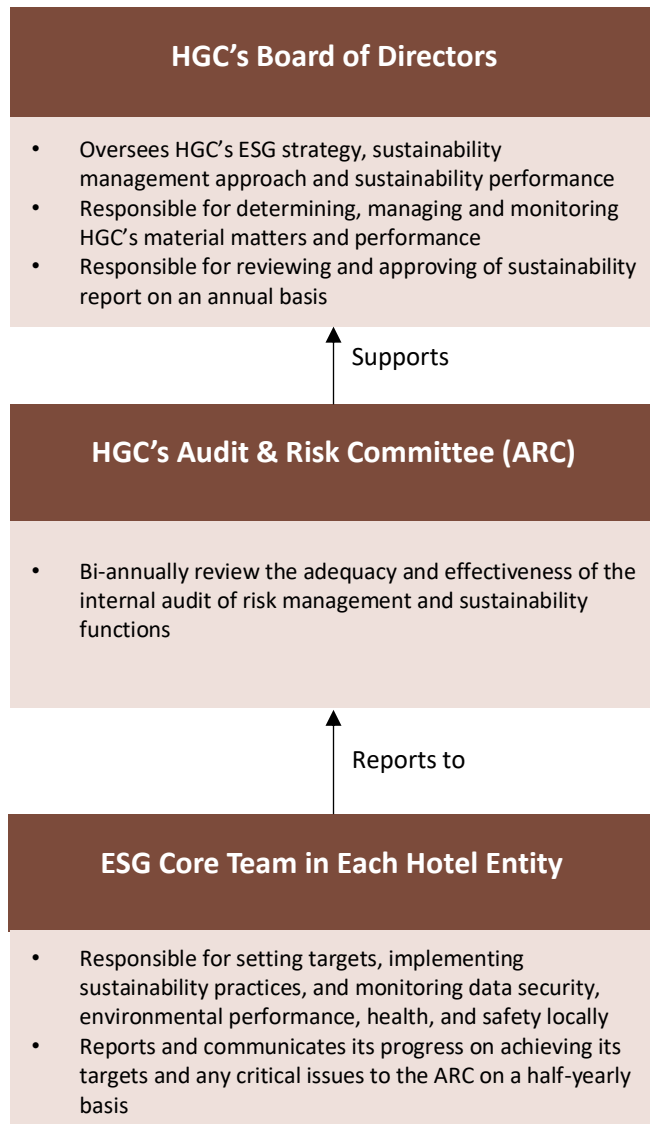 HGC’s Board of Directors
• Oversees HGC’s ESG strategy, sustainability
management approach and sustainability performance
• Responsible for determining, managing and monitoring
HGC’s material matters and performance
• Responsible for reviewing and approving of sustainability
report on an annual basis
Supports
HGC’s Audit & Risk Committee (ARC)
• Bi-annually review the adequacy and effectiveness of the
internal audit of risk management and sustainability
functions
Reports to
ESG Core Team in Each Hotel Entity
• Responsible for setting targets, implementing
sustainability practices, and monitoring data security,
environmental performance, health, and safety locally
• Reports and communicates its progress on achieving its
targets and any critical issues to the ARC on a half-yearly
basis